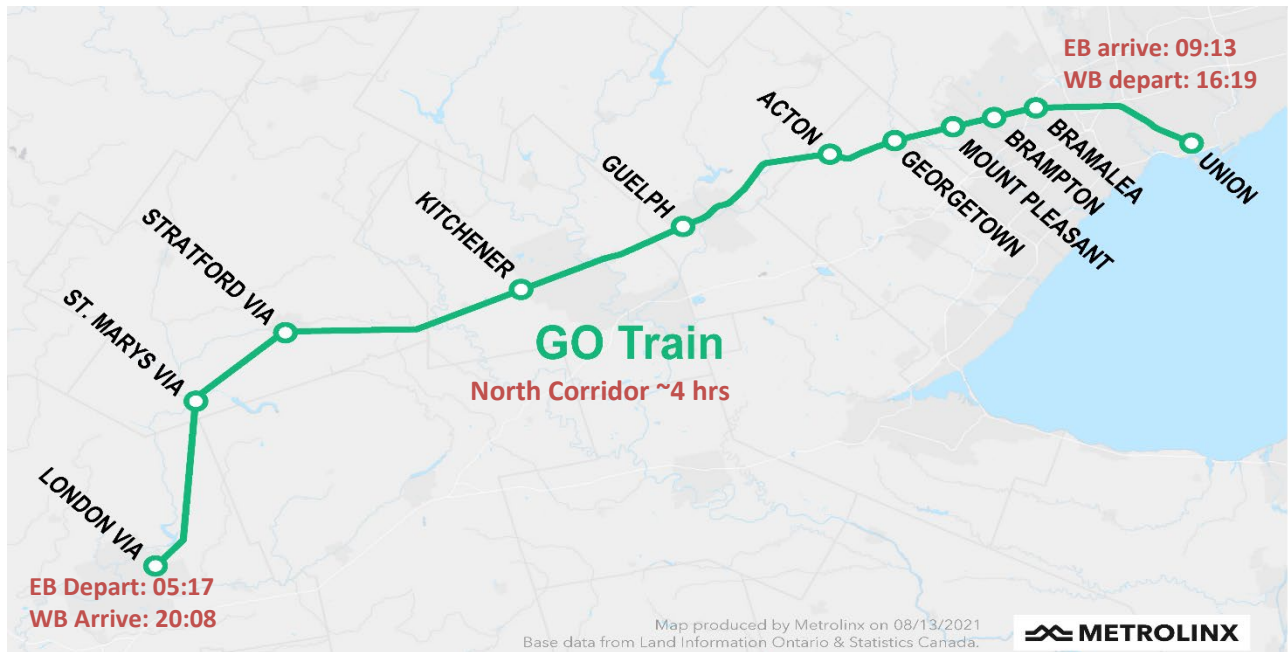 EB arrive: 09:13
WB depart: 16:19
ACTON
GEORGETOWN
MOUNT PLEASANT
BRAMPTON
BRAMALEA
UNION
GUELPH
KITCHENER
STRATFORD VIA
ST. MARYS VIA
LONDON VIA
GO Train
North Corridor ~4 hrs
EB Depart: 05:17
WB Arrive: 20:08
Map produced by Metrolinx on 08/13/2021
Base data from Land Information Ontario & Statistics Canada.
METROLINX